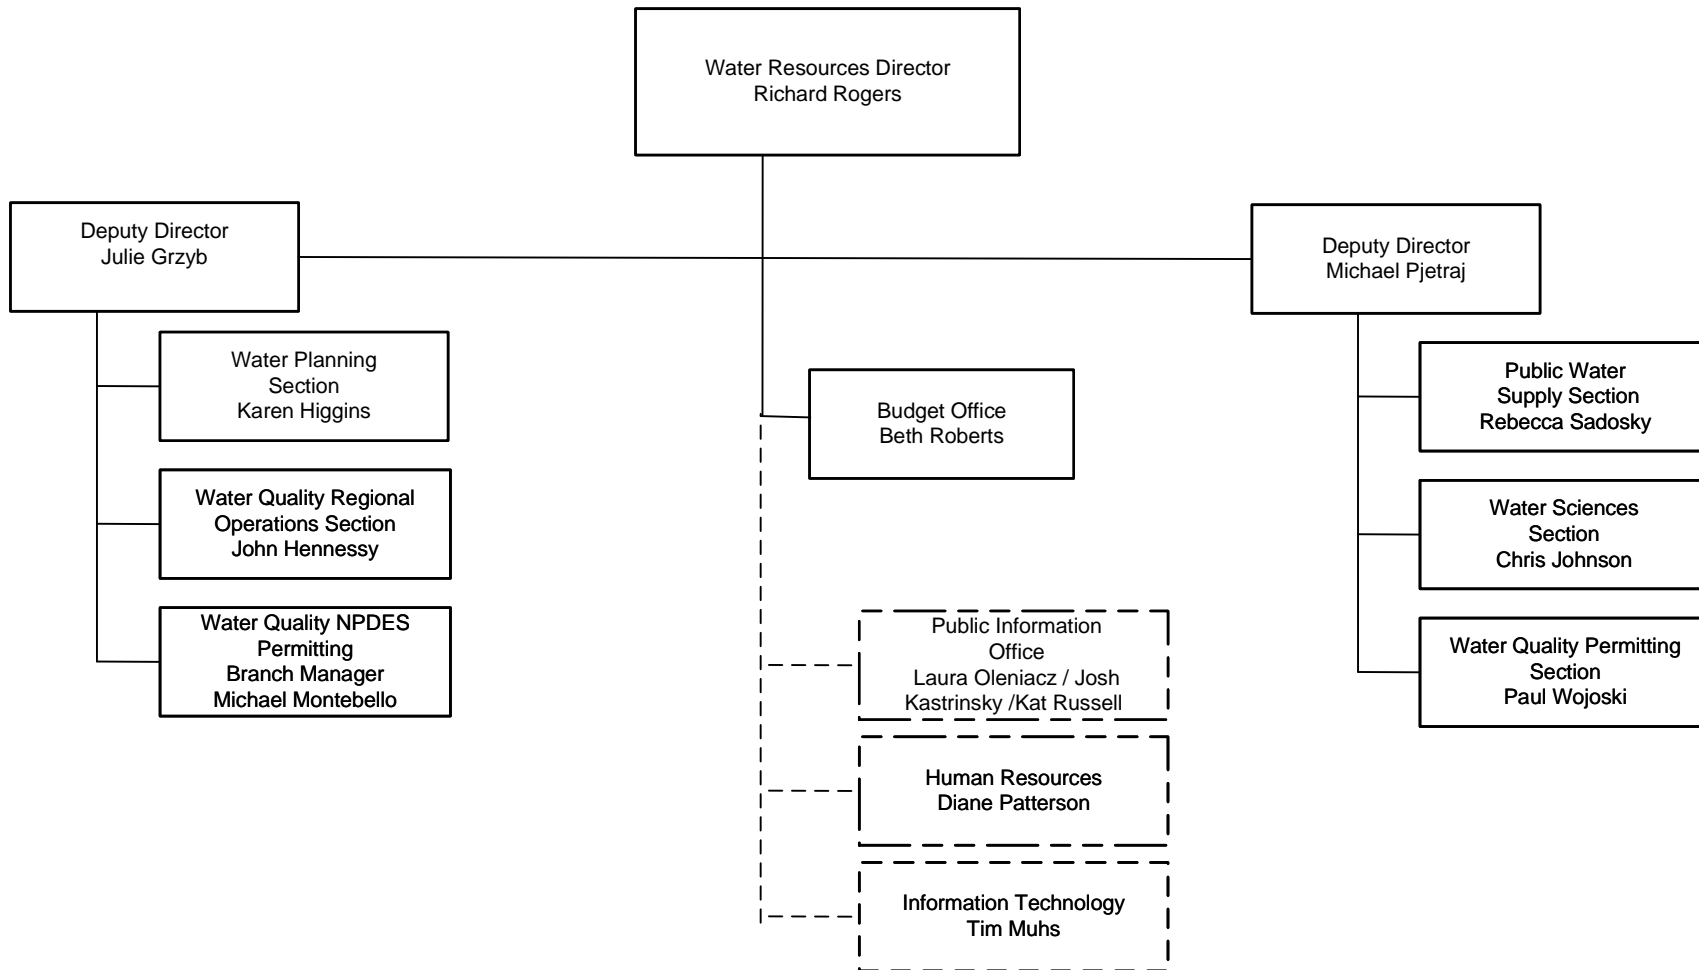 Water Resources Director
Richard Rogers
Deputy Director
Julie Grzyb
Deputy Director
Michael Pjetraj
Water Planning
Section
Karen Higgins
Water Quality Regional
Operations Section
John Hennessy
Water Quality NPDES
Permitting
Branch Manager
Michael Montebello
Budget Office
Beth Roberts
Public Information
Office
Laura Oleniacz / Josh
Kastrinsky /Kat Russell
Human Resources
Diane Patterson
Information Technology
Tim Muhs
Public Water
Supply Section
Rebecca Sadosky
Water Sciences
Section
Chris Johnson
Water Quality Permitting
Section
Paul Wojoski